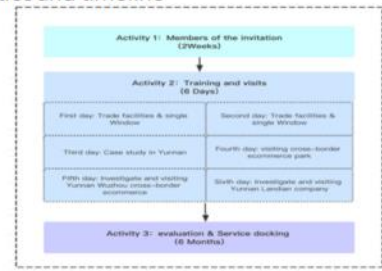 Activity 1: Members of the invitation
(2Weeks)
Activity 2: Training and visits
(6 Days)
First day: Trade facilities & single
Window
Second day: Trade facilities &
single Window
Third day: Case study in Yunnan
Fourth day: visiting cross-border
ecommerce park
Fifth day: Investigate and visiting
Yunnan Wuzhou cross-border
ecommerce
Sixth day: Investigate and visiting
Yunnan Landian company
Activity 3: evaluation & Service docking
(6 Months)